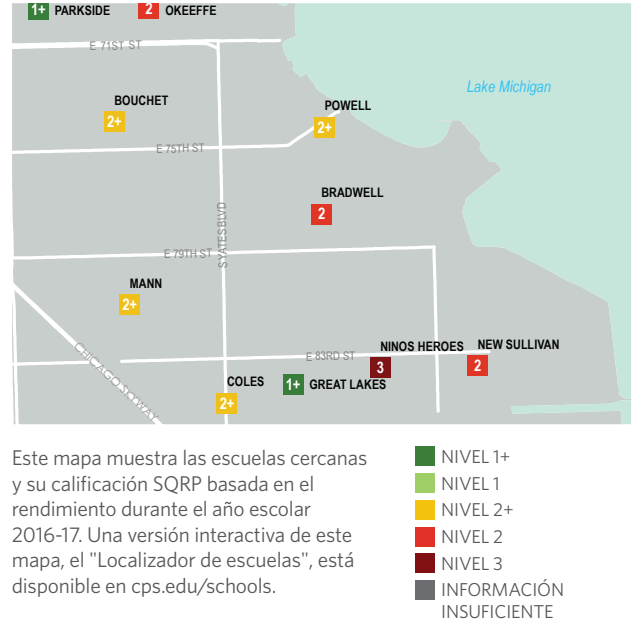 1+ PARKSIDE
2 OKEEFFE
E 71ST ST
Lake Michigan
BOUCHET
2+
POWELL
2+
E 75TH ST
BRADWELL
2
S YATES BLVD
E 79TH ST
MANN
2+
CHICAGO SKYWAY
E 83RD ST
NINOS HEROES
3
NEW SULLIVAN
2
COLES
2+
1+ GREAT LAKES
Este mapa muestra las escuelas cercanas
y su calificación SQRP basada en el
rendimiento durante el año escolar
2016-17. Una versión interactiva de este
mapa, el "Localizador de escuelas", está
disponible en cps.edu/schools.
NIVEL 1+
NIVEL 1
NIVEL 2+
NIVEL 2
NIVEL 3
INFORMACIÓN
INSUFICIENTE